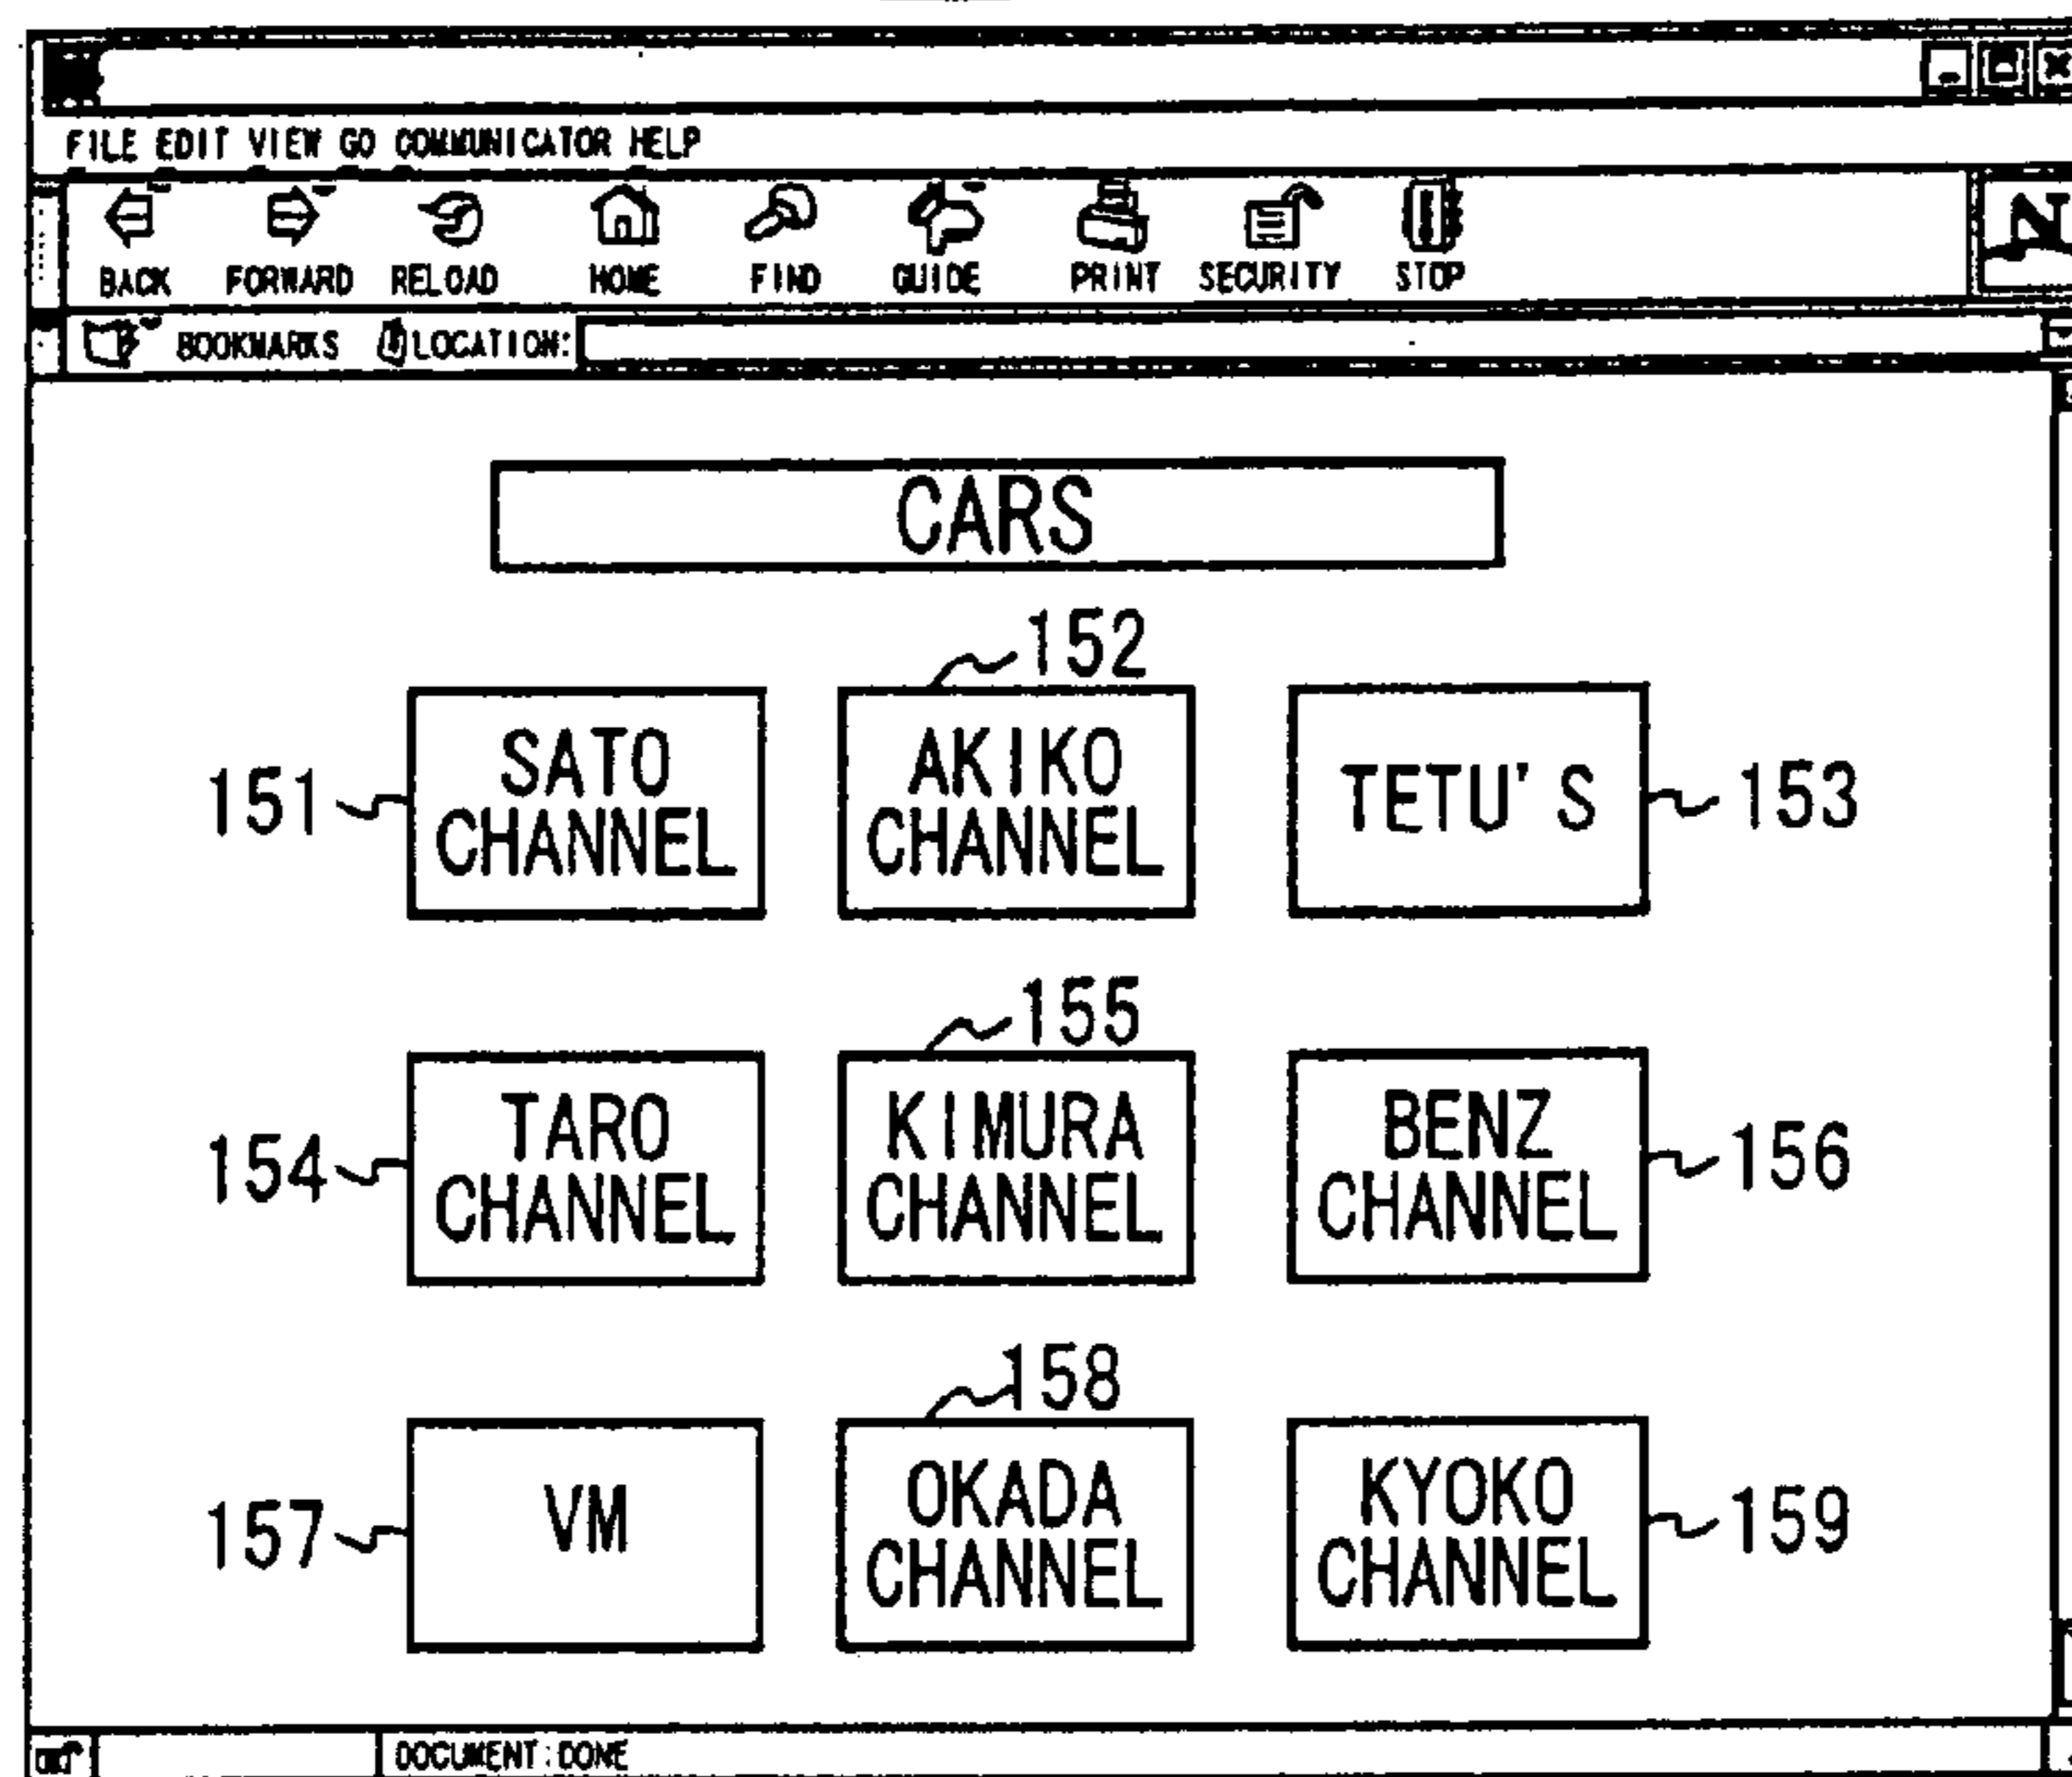 FILE EDIT VIEW GO COMMUNICATOR HELP
BACK FORWARD RELOAD HOME FIND GUIDE PRINT SECURITY STOP
N
BOOKMARKS LOCATION:
CARS
152
151 SATO CHANNEL
AKIKO CHANNEL
TETU'S 153
155
154 TARO CHANNEL
KIMURA CHANNEL
BENZ CHANNEL 156
158
157 VM
OKADA CHANNEL
KYOKO CHANNEL 159
DOCUMENT:DONE